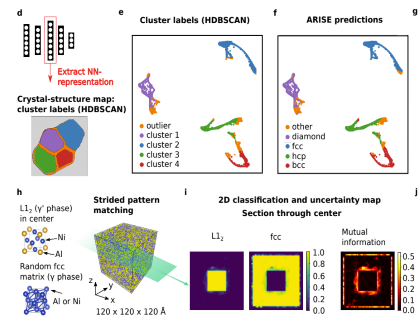 d
Extract NN-
representation
Crystal-structure map:
cluster labels (HDBSCAN)
e
Cluster labels (HDBSCAN)
outlier
cluster 1
cluster 2
cluster 3
cluster 4
f
ARISE predictions
other
diamond
fcc
hcp
bcc
g
h
L1₂ (γ' phase)
in center
Ni
Al
Random fcc
matrix (γ phase)
Al or Ni
Strided pattern
matching
z
y
x
120 x 120 x 120 Å
i
2D classification and uncertainty map
Section through center
L1₂
fcc
1.0
0.8
0.6
0.4
0.2
0.0
Mutual
information
0.5
0.4
0.3
0.2
0.1
0.0
j